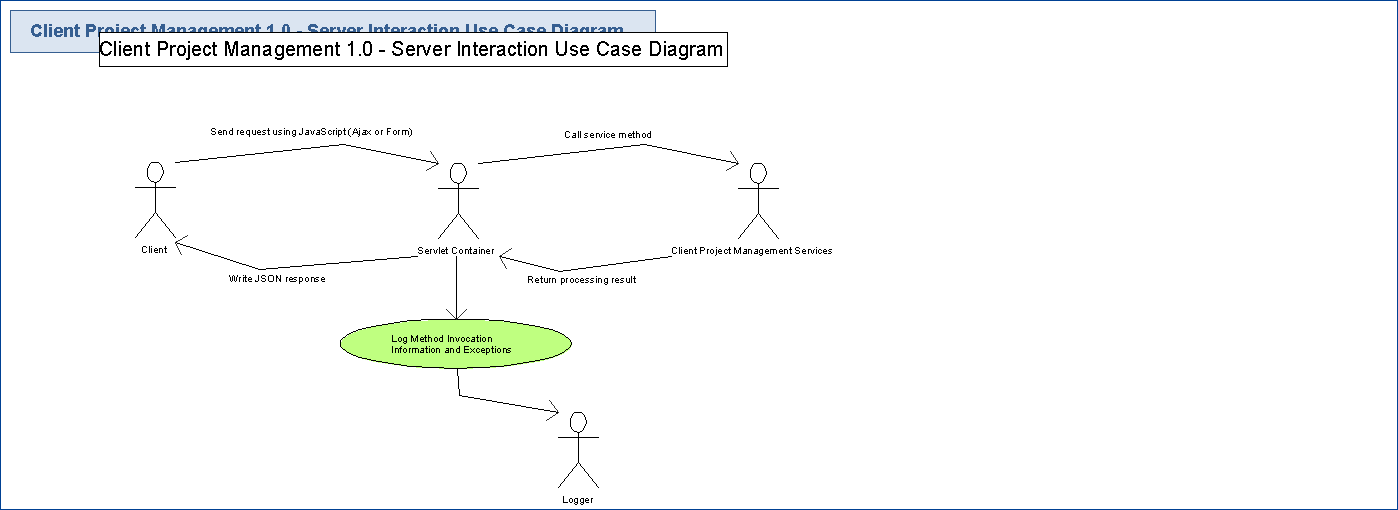 Client Project Management 1.0 - Server Interaction Use Case Diagram
Client Project Management 1.0 - Server Interaction Use Case Diagram
Send request using JavaScript (Ajax or Form)
Call service method
Client
Servlet Container
Client Project Management Services
Write JSON response
Return processing result
Log Method Invocation
Information and Exceptions
Logger